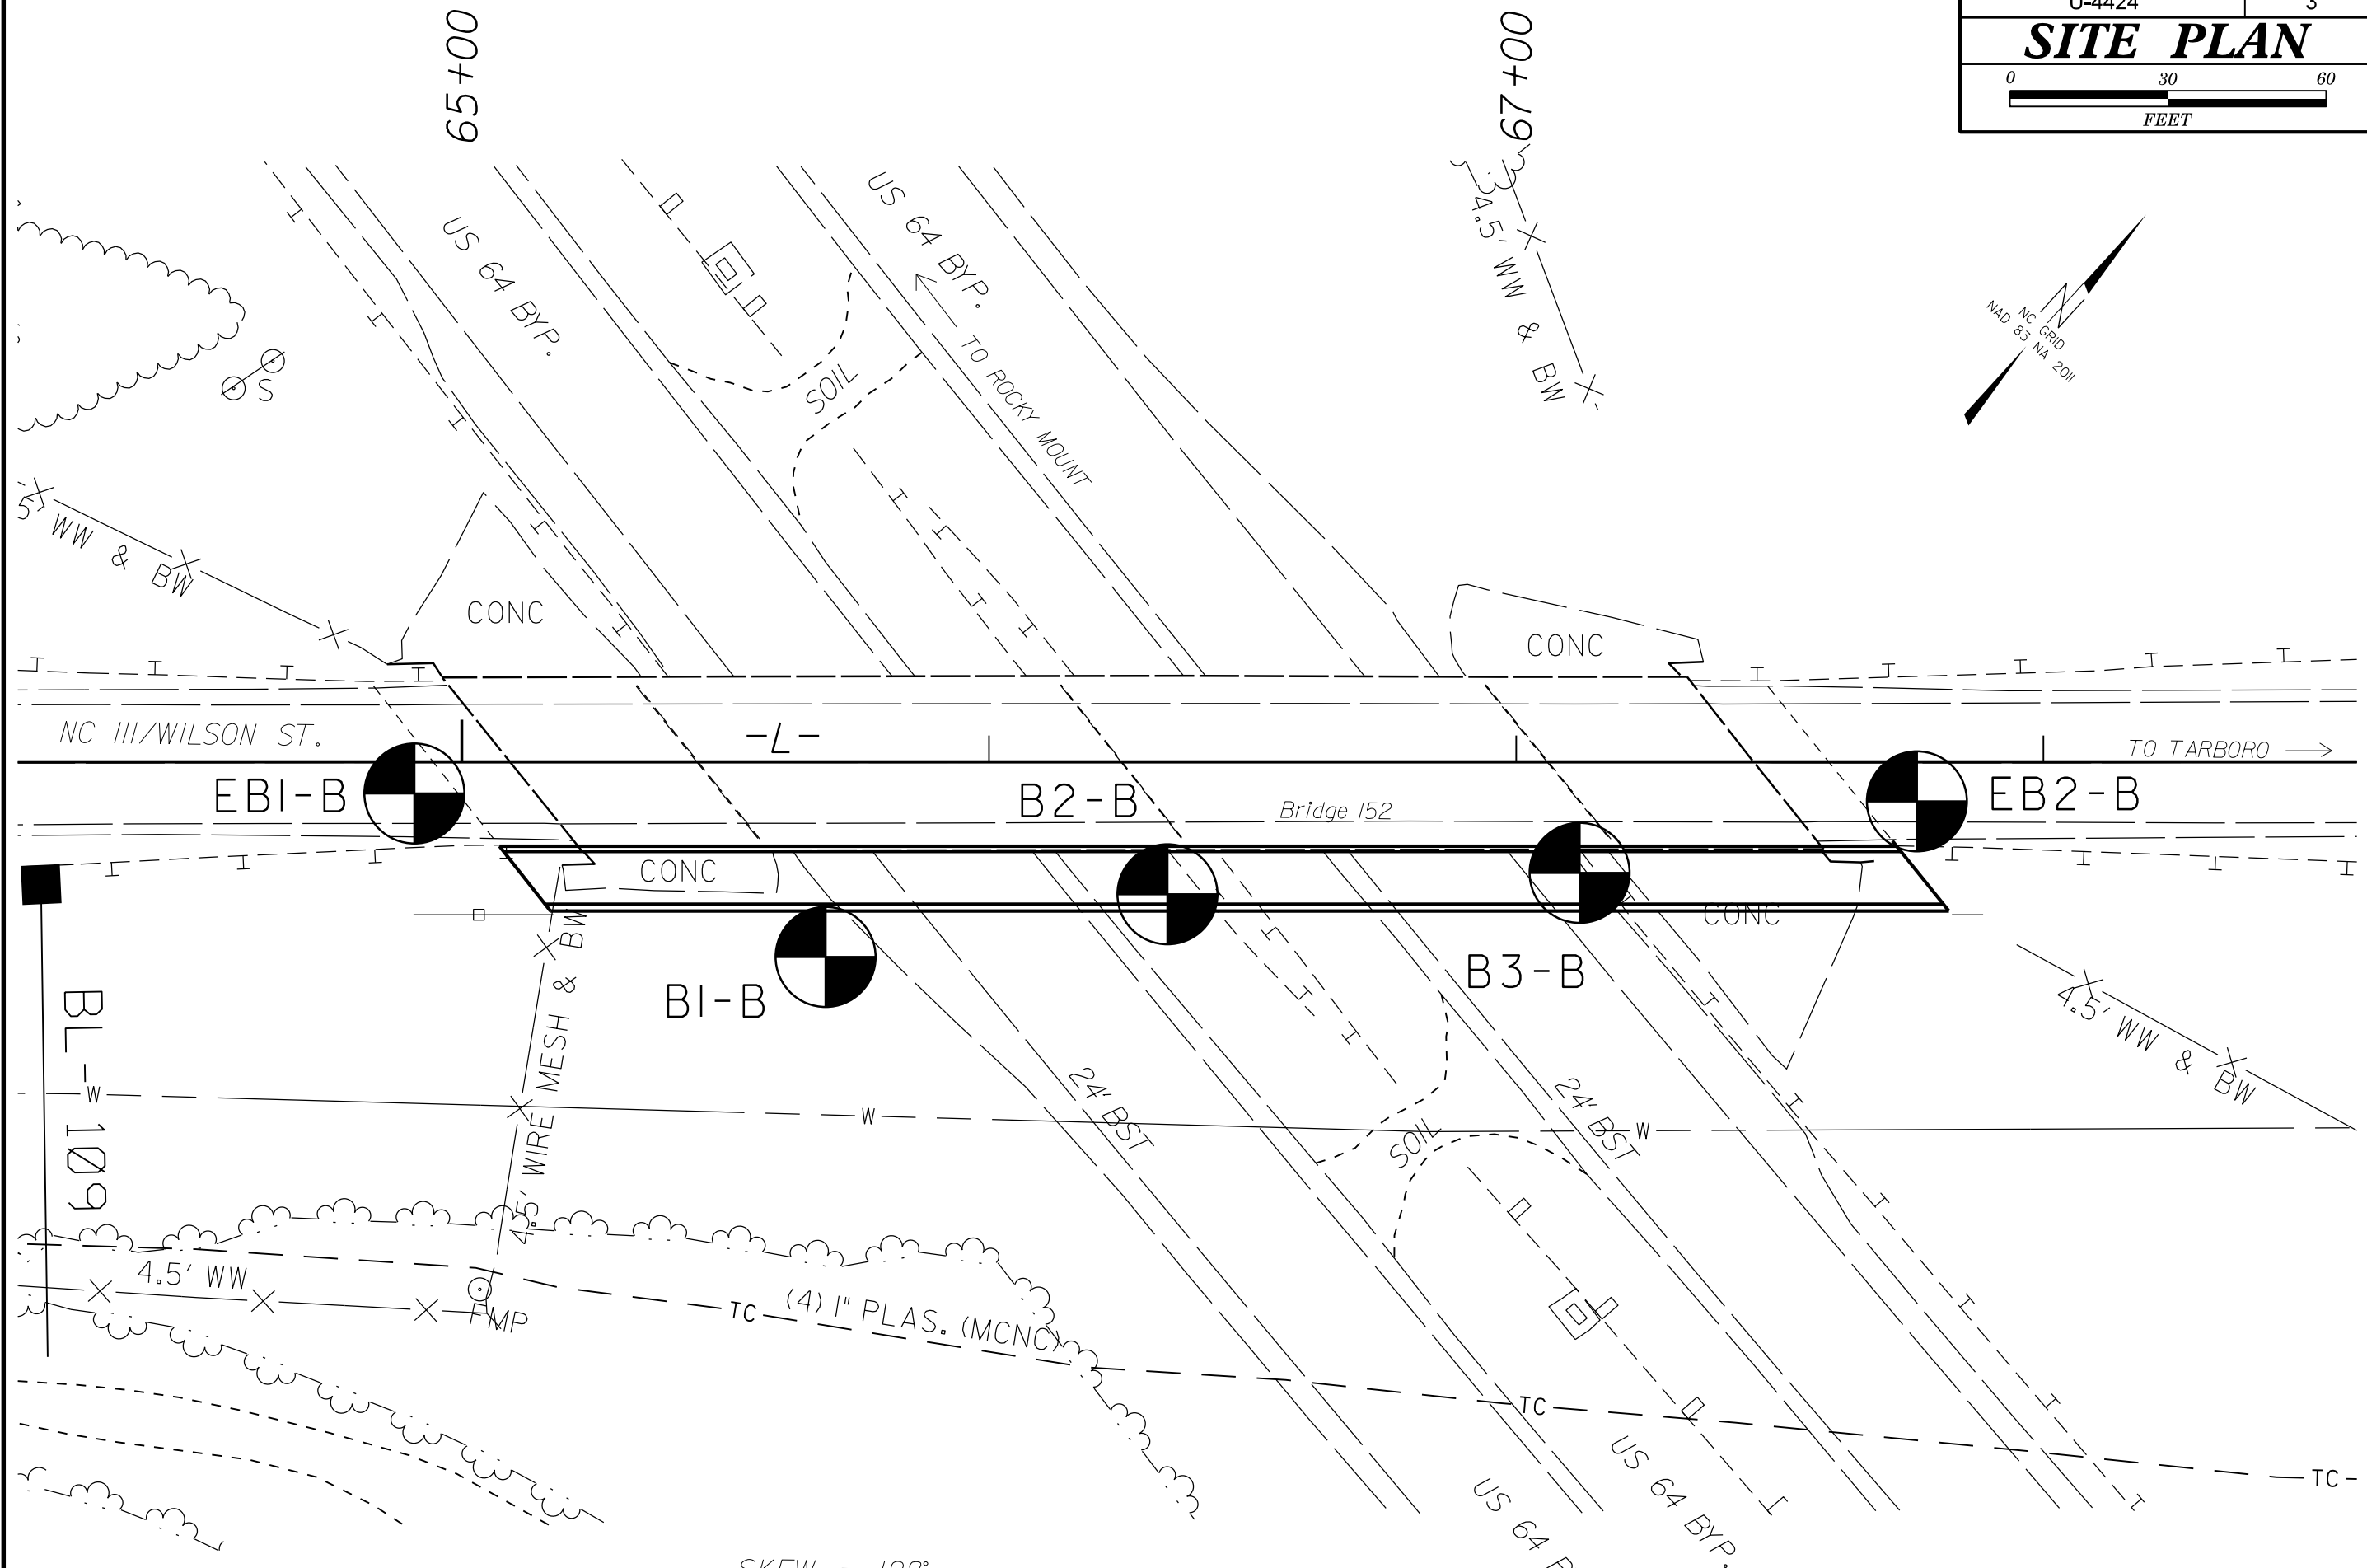 U-4424 3
SITE PLAN
0 30 60
FEET
65+00
67+00
US 64 BYP.
US 64 BYP.
4.5' WW & BW
NC GRID
NAD 83 NA 2011
TO ROCKY MOUNT
SOIL
S
5' WW & BW
CONC
CONC
NC 111/WILSON ST.
-L-
TO TARBORO
EB1-B
B2-B
Bridge 152
EB2-B
CONC
CONC
B1-B
B3-B
4.5' WIRE MESH & BW
BL-109
4.5' WW & BW
W
W
W
24' BST
24' BST
SOIL
4.5' WW
FMP
TC
(4) 1" PLAS. (MCNC)
TC
TC
US 64 BYP.
US 64
SKEW